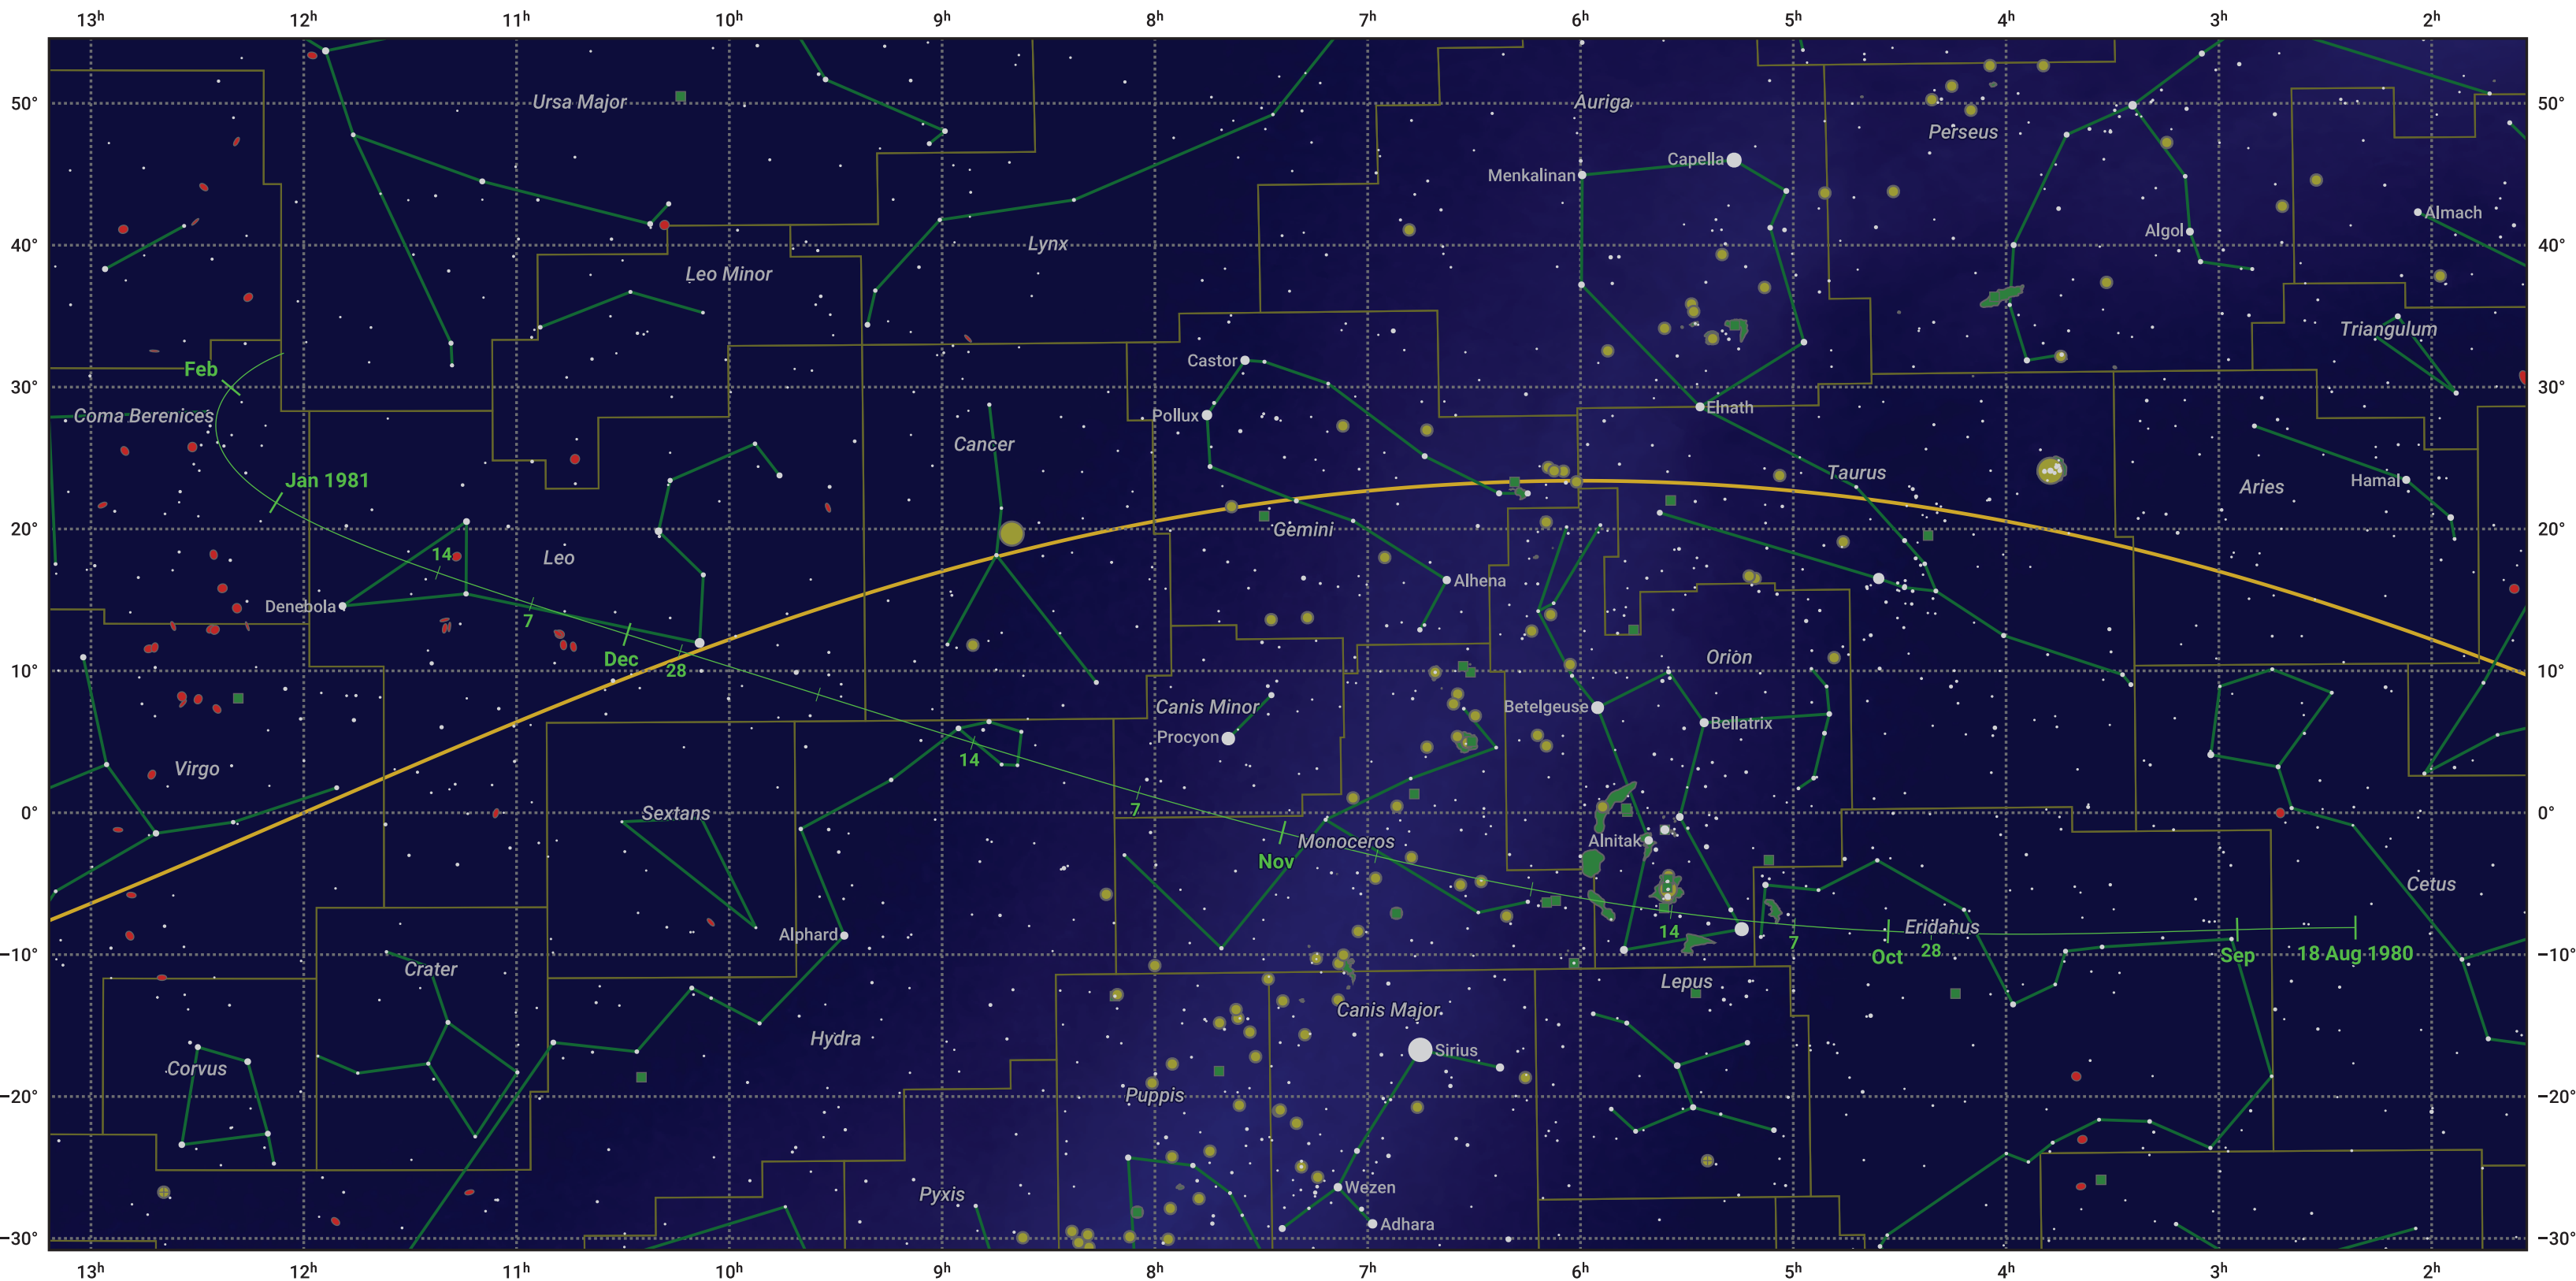 13ʰ 12ʰ 11ʰ 10ʰ 9ʰ 8ʰ 7ʰ 6ʰ 5ʰ 4ʰ 3ʰ 2ʰ
50° Ursa Major Auriga 50°
Perseus
Capella
Menkalinan
Almach
Algol
40° Lynx 40°
Leo Minor
Triangulum
Castor
Feb
30° 30°
Elnath
Coma Berenices Pollux
Cancer
Taurus
Jan 1981 Hamal
Aries
20° Gemini 20°
14 Leo
Alhena
Denebola
7
Dec Orion
10° 28 10°
Canis Minor Betelgeuse
Bellatrix
Procyon
14
Virgo
7
0° Sextans 0°
Monoceros Alnitak
Nov
Cetus
Alphard 14 7 Eridanus
−10° Oct 28 Sep 18 Aug 1980 −10°
Crater
Lepus
Canis Major
Hydra
Sirius
Corvus
−20° Puppis −20°
Pyxis Wezen
Adhara
−30° −30°
13ʰ 12ʰ 11ʰ 10ʰ 9ʰ 8ʰ 7ʰ 6ʰ 5ʰ 4ʰ 3ʰ 2ʰ